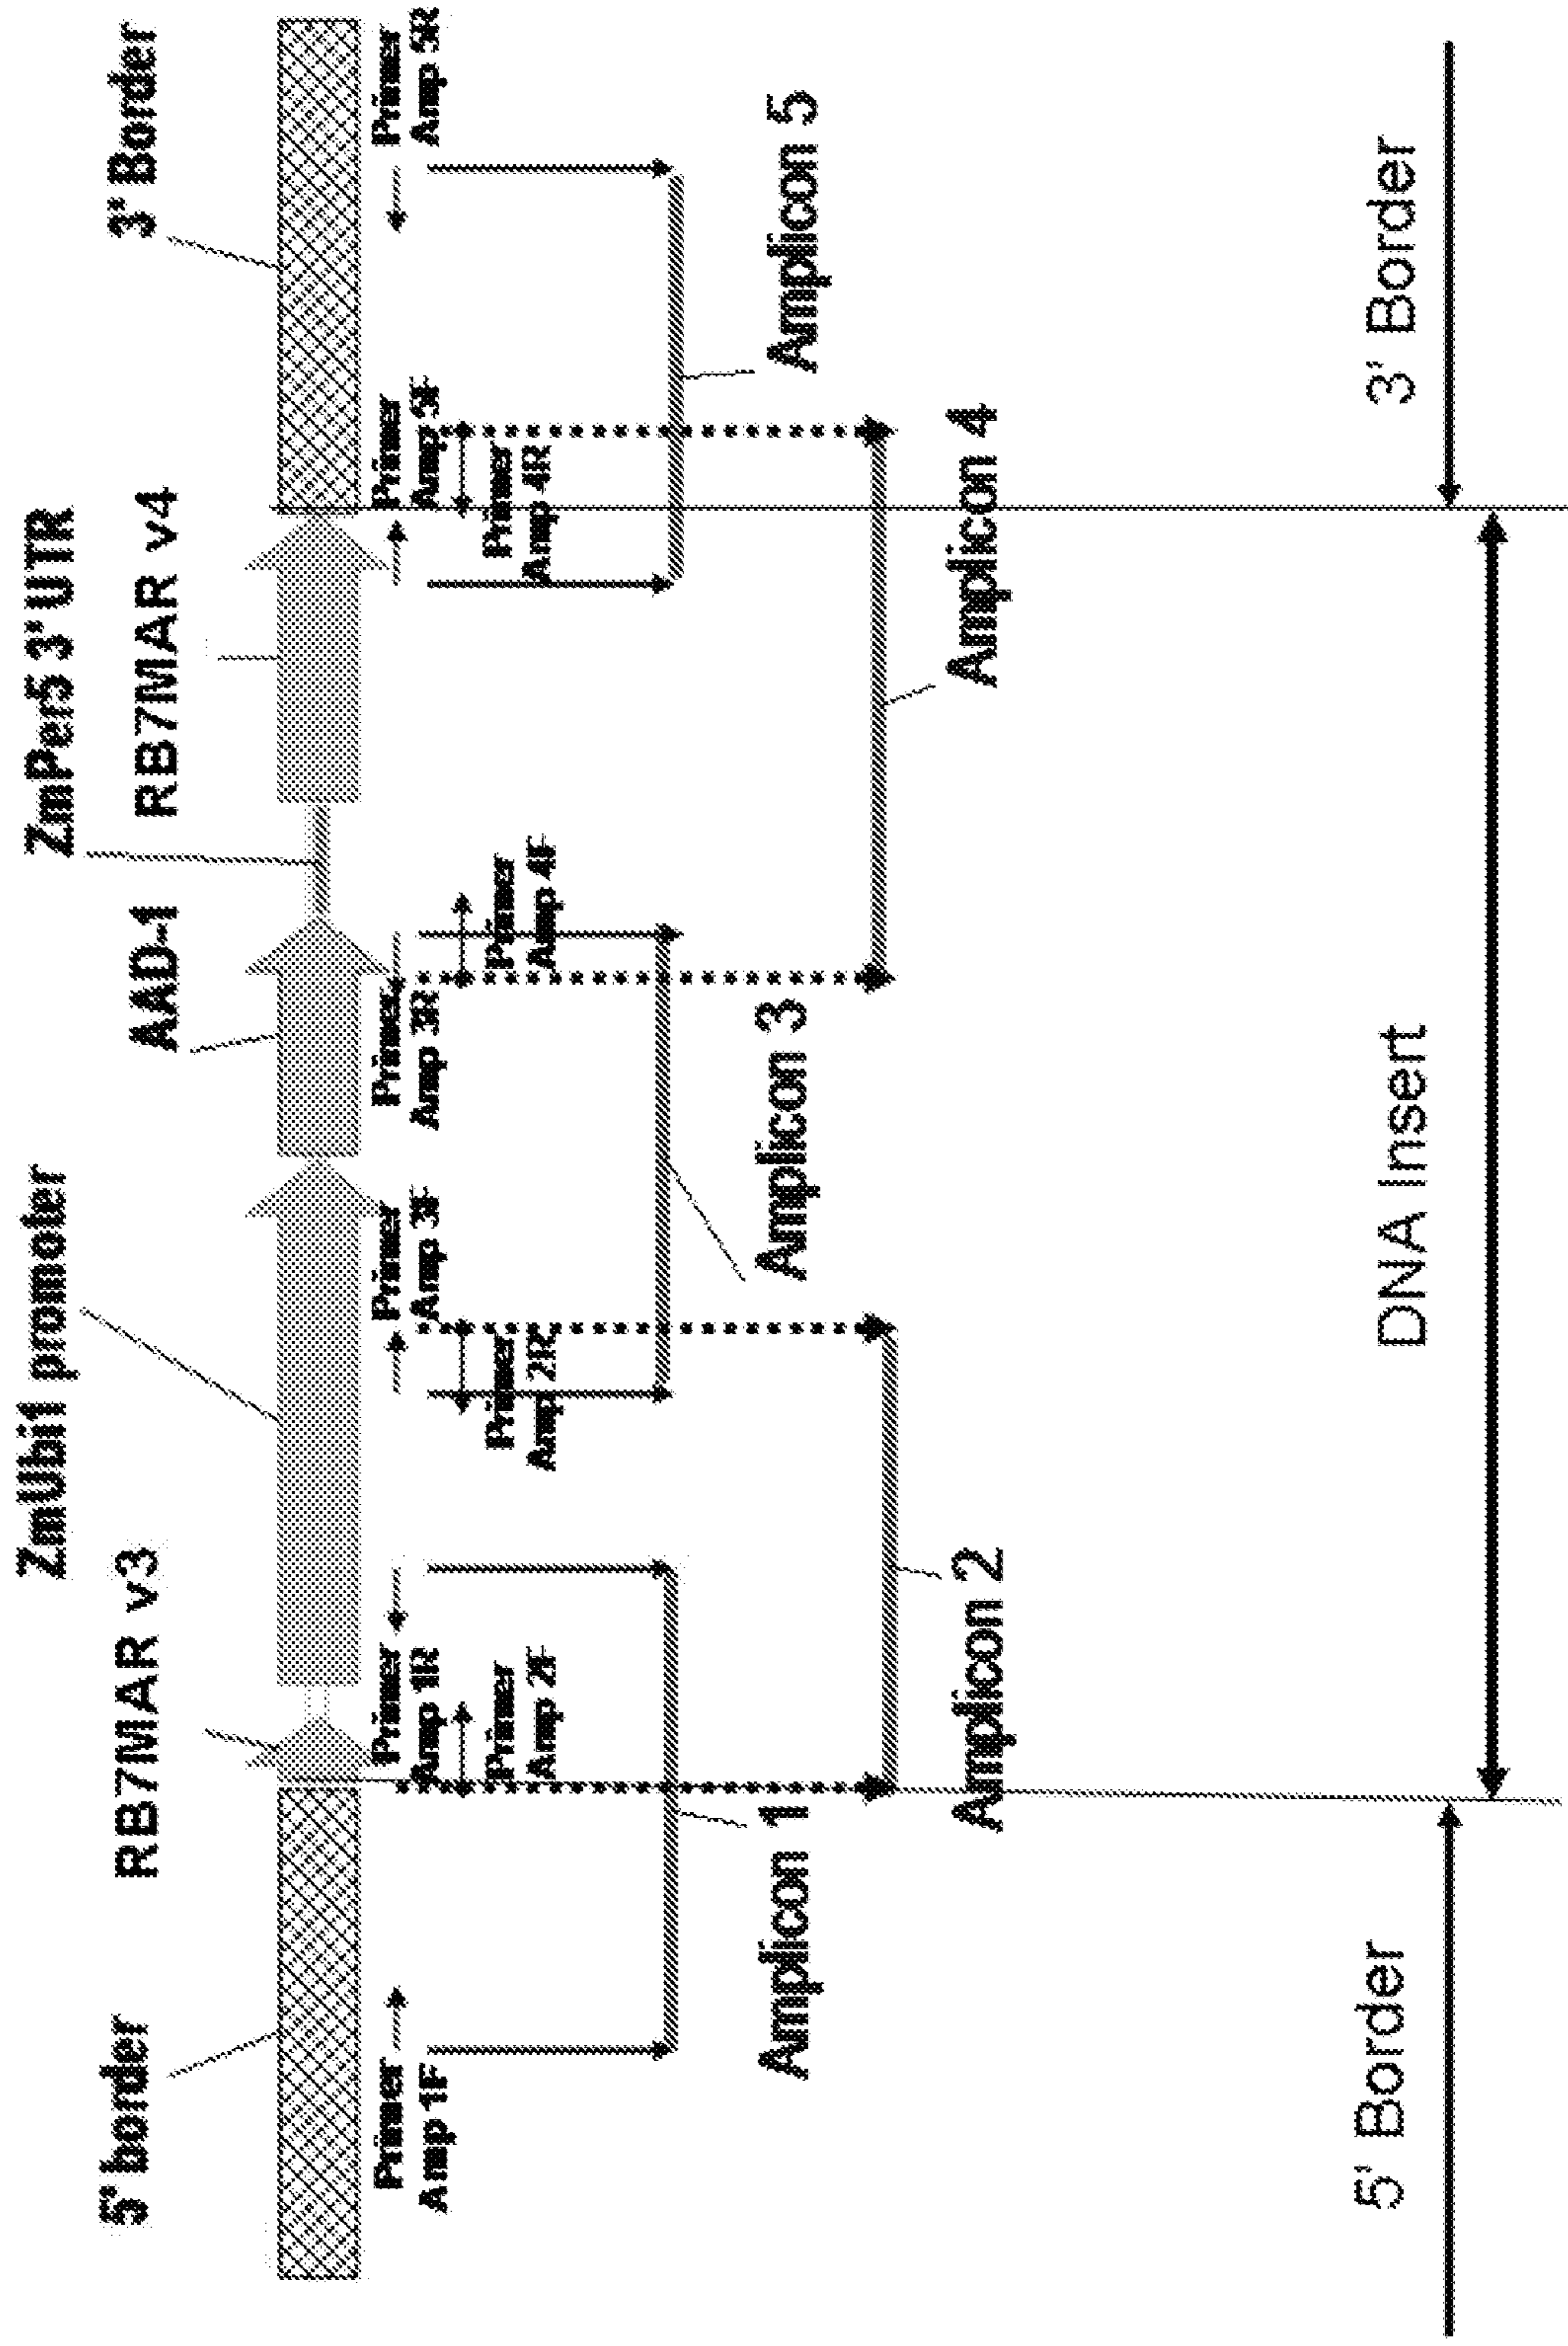 5' border
RB7MAR v3
ZmUbi1 promoter
AAD-1
ZmPer5 3' UTR
RB7MAR v4
3' Border
Primer
Amp 1F
Primer
Amp 1R
Primer
Amp 2F
Primer
Amp 2R
Primer
Amp 3F
Primer
Amp 3R
Primer
Amp 4F
Primer
Amp 4R
Primer
Amp 5F
Primer
Amp 5R
Amplicon 1
Amplicon 2
Amplicon 3
Amplicon 4
Amplicon 5
5' Border
DNA Insert
3' Border